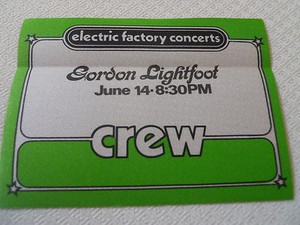 electric factory concerts
Gordon Lightfoot
June 14·8:30PM
crew